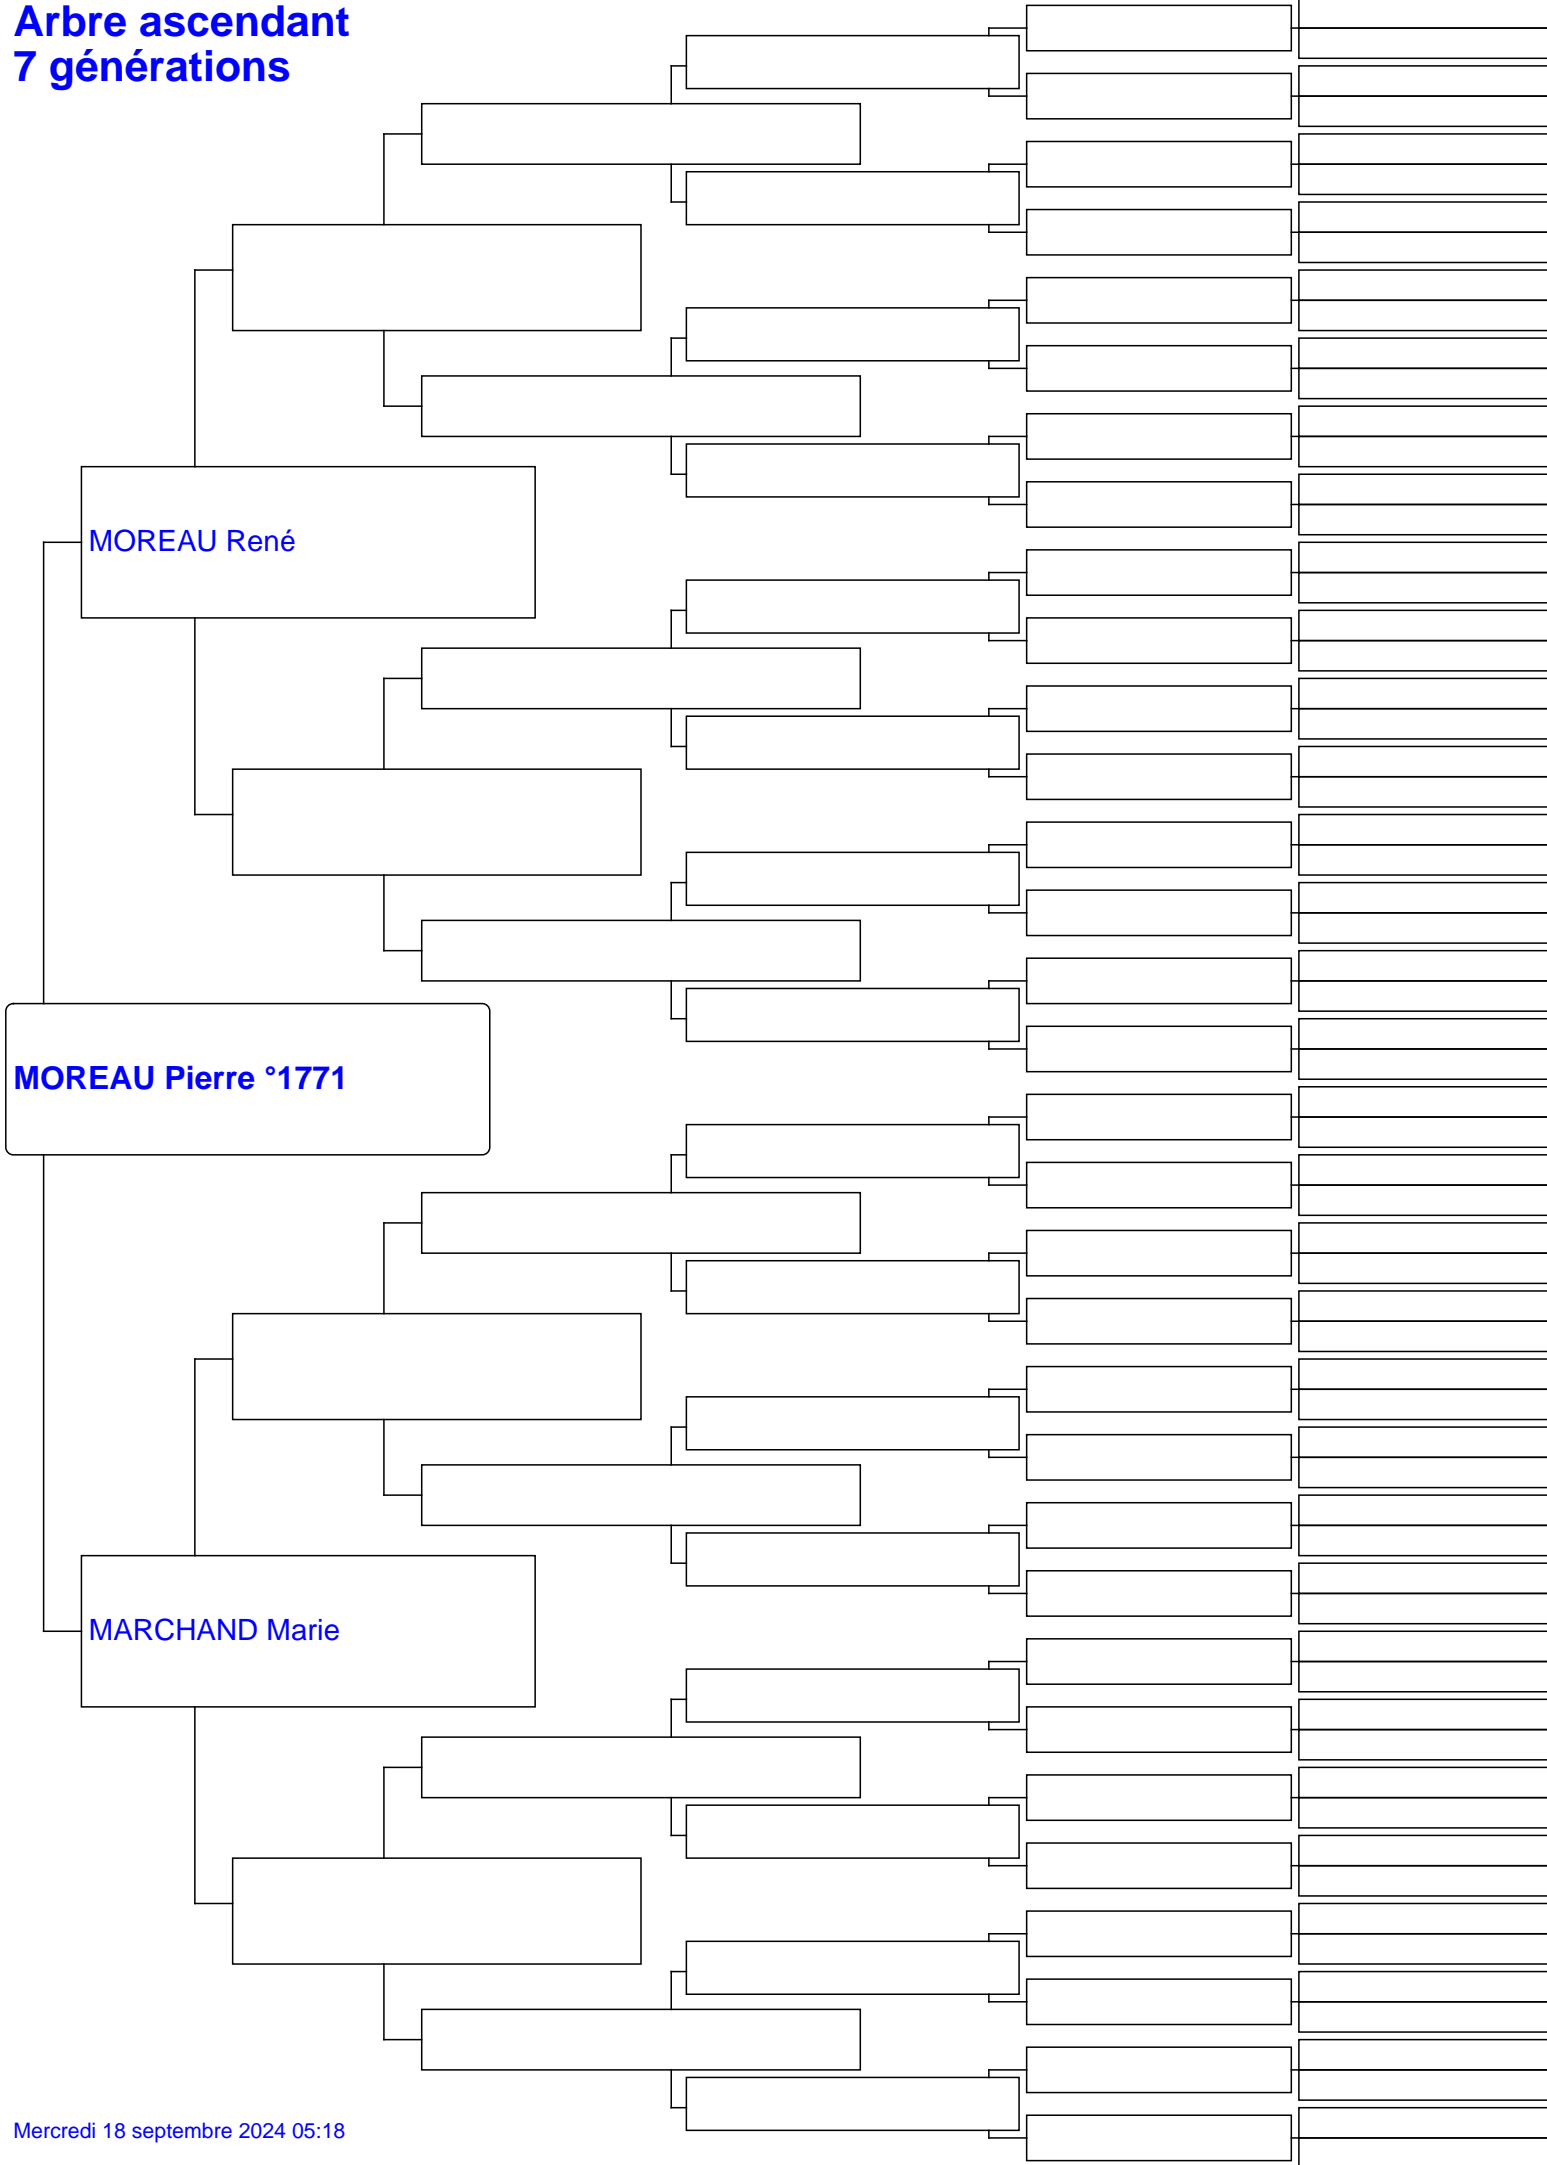 Arbre ascendant
7 générations
MOREAU René
MOREAU Pierre °1771
MARCHAND Marie
Mercredi 18 septembre 2024 05:18